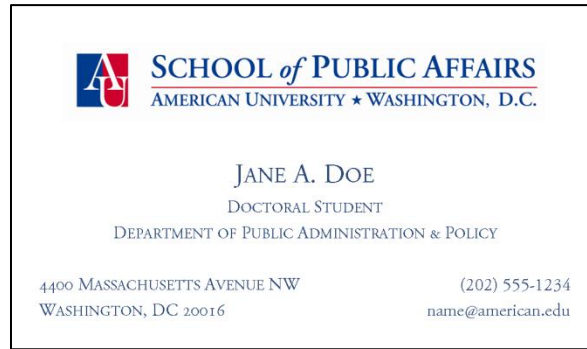 AU
SCHOOL of PUBLIC AFFAIRS
AMERICAN UNIVERSITY ★ WASHINGTON, D.C.
JANE A. DOE
DOCTORAL STUDENT
DEPARTMENT OF PUBLIC ADMINISTRATION & POLICY
4400 MASSACHUSETTS AVENUE NW
WASHINGTON, DC 20016
(202) 555-1234
name@american.edu